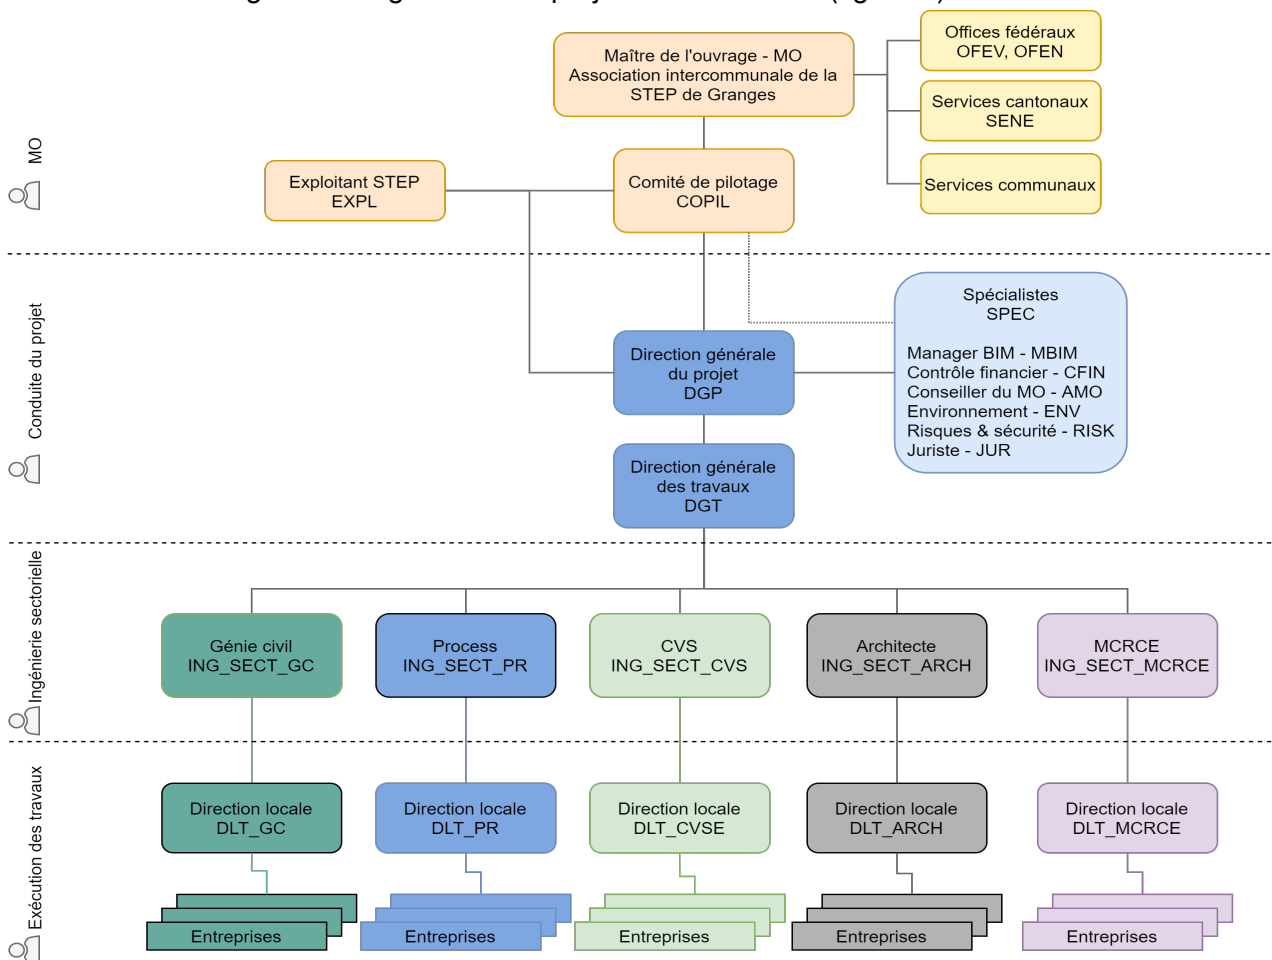 Maître de l'ouvrage - MO
Association intercommunale de la
STEP de Granges
Offices fédéraux
OFEV, OFEN
Services cantonaux
SENE
Services communaux
MO
Exploitant STEP
EXPL
Comité de pilotage
COPIL
Conduite du projet
Direction générale
du projet
DGP
Spécialistes
SPEC
Manager BIM - MBIM
Contrôle financier - CFIN
Conseiller du MO - AMO
Environnement - ENV
Risques & sécurité - RISK
Juriste - JUR
Direction générale
des travaux
DGT
Ingénierie sectorielle
Génie civil
ING_SECT_GC
Process
ING_SECT_PR
CVS
ING_SECT_CVS
Architecte
ING_SECT_ARCH
MCRCE
ING_SECT_MCRCE
Exécution des travaux
Direction locale
DLT_GC
Direction locale
DLT_PR
Direction locale
DLT_CVSE
Direction locale
DLT_ARCH
Direction locale
DLT_MCRCE
Entreprises
Entreprises
Entreprises
Entreprises
Entreprises